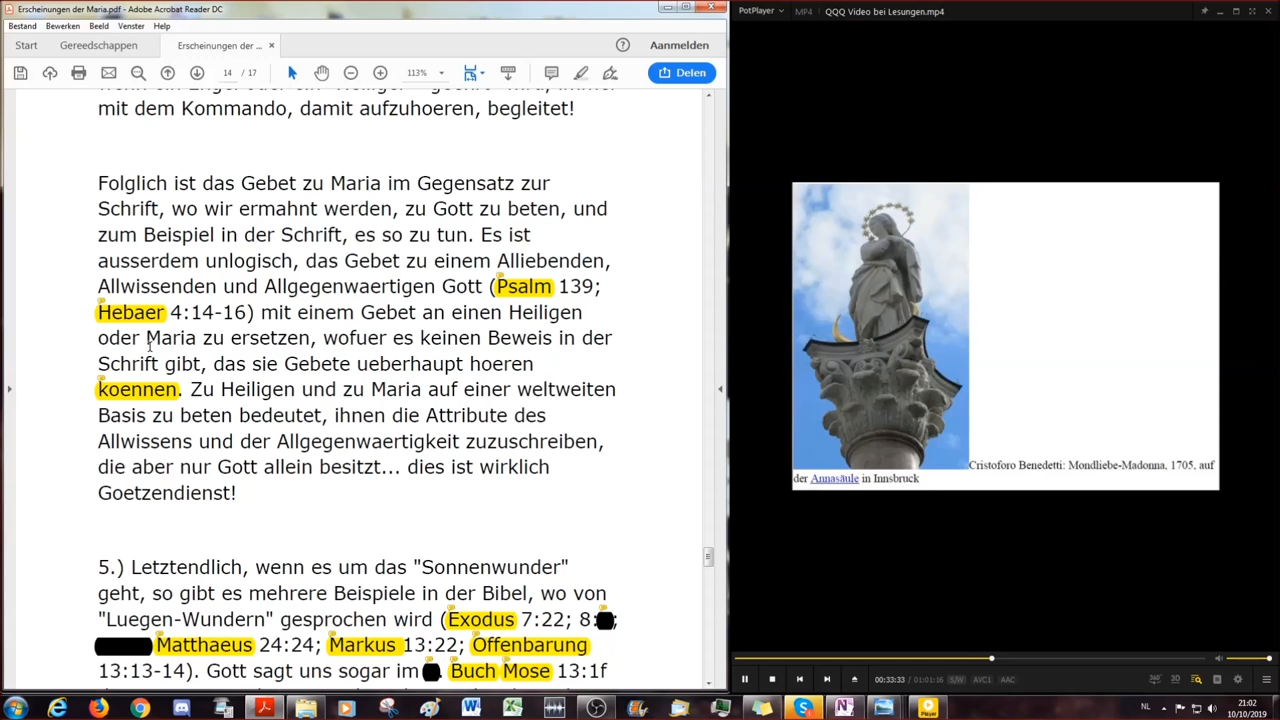 Erscheinungen der Maria.pdf - Adobe Acrobat Reader DC
Bestand Bewerken Beeld Venster Help
Start Gereedschappen Erscheinungen der ... × Aanmelden
14 / 17 113% Delen
mit dem Kommando, damit aufzuhoeren, begleitet!
Folglich ist das Gebet zu Maria im Gegensatz zur
Schrift, wo wir ermahnt werden, zu Gott zu beten, und
zum Beispiel in der Schrift, es so zu tun. Es ist
ausserdem unlogisch, das Gebet zu einem Alliebenden,
Allwissenden und Allgegenwaertigen Gott (Psalm 139;
Hebaer 4:14-16) mit einem Gebet an einen Heiligen
oder Maria zu ersetzen, wofuer es keinen Beweis in der
Schrift gibt, das sie Gebete ueberhaupt hoeren
koennen. Zu Heiligen und zu Maria auf einer weltweiten
Basis zu beten bedeutet, ihnen die Attribute des
Allwissens und der Allgegenwaertigkeit zuzuschreiben,
die aber nur Gott allein besitzt... dies ist wirklich
Goetzendienst!
5.) Letztendlich, wenn es um das "Sonnenwunder"
geht, so gibt es mehrere Beispiele in der Bibel, wo von
"Luegen-Wundern" gesprochen wird (Exodus 7:22; 8: ;
Matthaeus 24:24; Markus 13:22; Offenbarung
13:13-14). Gott sagt uns sogar im . Buch Mose 13:1f
PotPlayer MP4 QQQ Video bei Lesungen.mp4
Cristoforo Benedetti: Mondliebe-Madonna, 1705, auf
der Annasäule in Innsbruck
00:33:33 / 01:01:16 S/W AVC1 AAC
360° 3D
NL 21:02
10/10/2019